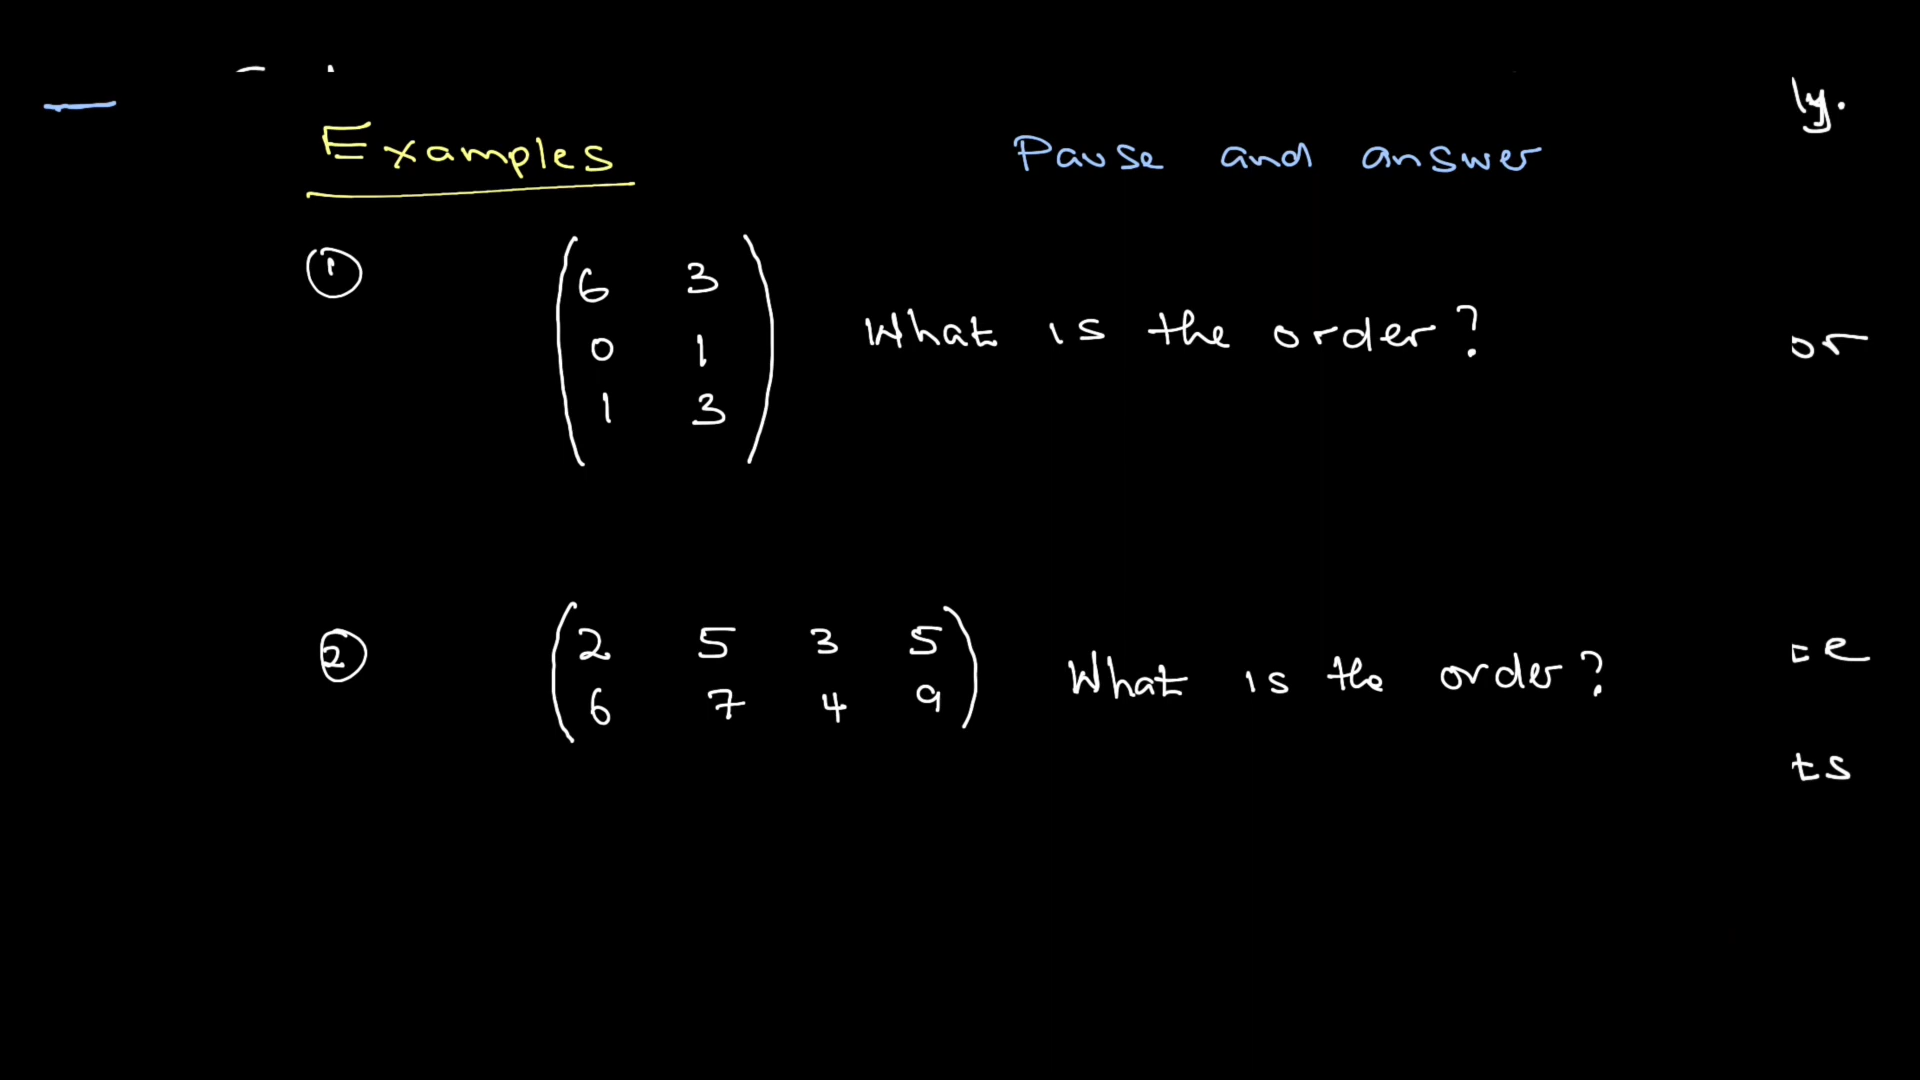 Examples
Pause and answer
ly.
① (6 3
0 1
1 3) What is the order?
or
② (2 5 3 5
6 7 4 9) What is the order?
ts